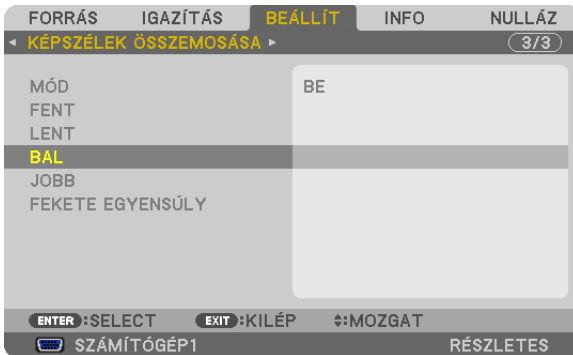 FORRÁS IGAZÍTÁS BEÁLLÍT INFO NULLÁZ
KÉPSZÉLEK ÖSSZEMOSÁSA 3/3
MÓD BE
FENT
LENT
BAL
JOBB
FEKETE EGYENSÚLY
ENTER :SELECT EXIT :KILÉP :MOZGAT
SZÁMÍTÓGÉP1 RÉSZLETES